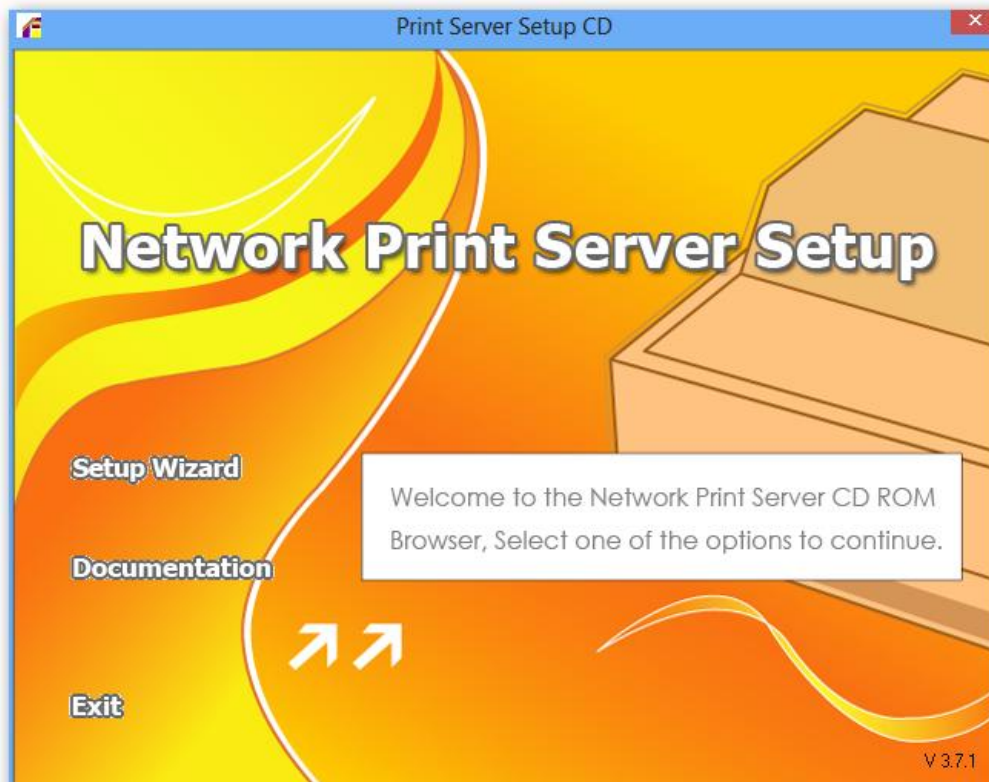 Print Server Setup CD
Network Print Server Setup
Setup Wizard
Welcome to the Network Print Server CD ROM
Browser, Select one of the options to continue.
Documentation
Exit
V 3.7.1